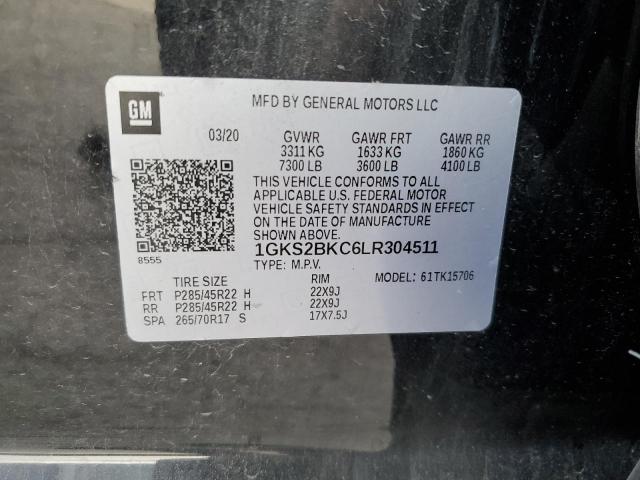 GM
MFD BY GENERAL MOTORS LLC
03/20 GVWR GAWR FRT GAWR RR
3311 KG 1633 KG 1860 KG
7300 LB 3600 LB 4100 LB
THIS VEHICLE CONFORMS TO ALL
APPLICABLE U.S. FEDERAL MOTOR
VEHICLE SAFETY STANDARDS IN EFFECT
ON THE DATE OF MANUFACTURE
SHOWN ABOVE.
8555
1GKS2BKC6LR304511
TYPE: M.P.V. MODEL: 61TK15706
TIRE SIZE RIM
FRT P285/45R22 H 22X9J
RR P285/45R22 H 22X9J
SPA 265/70R17 S 17X7.5J